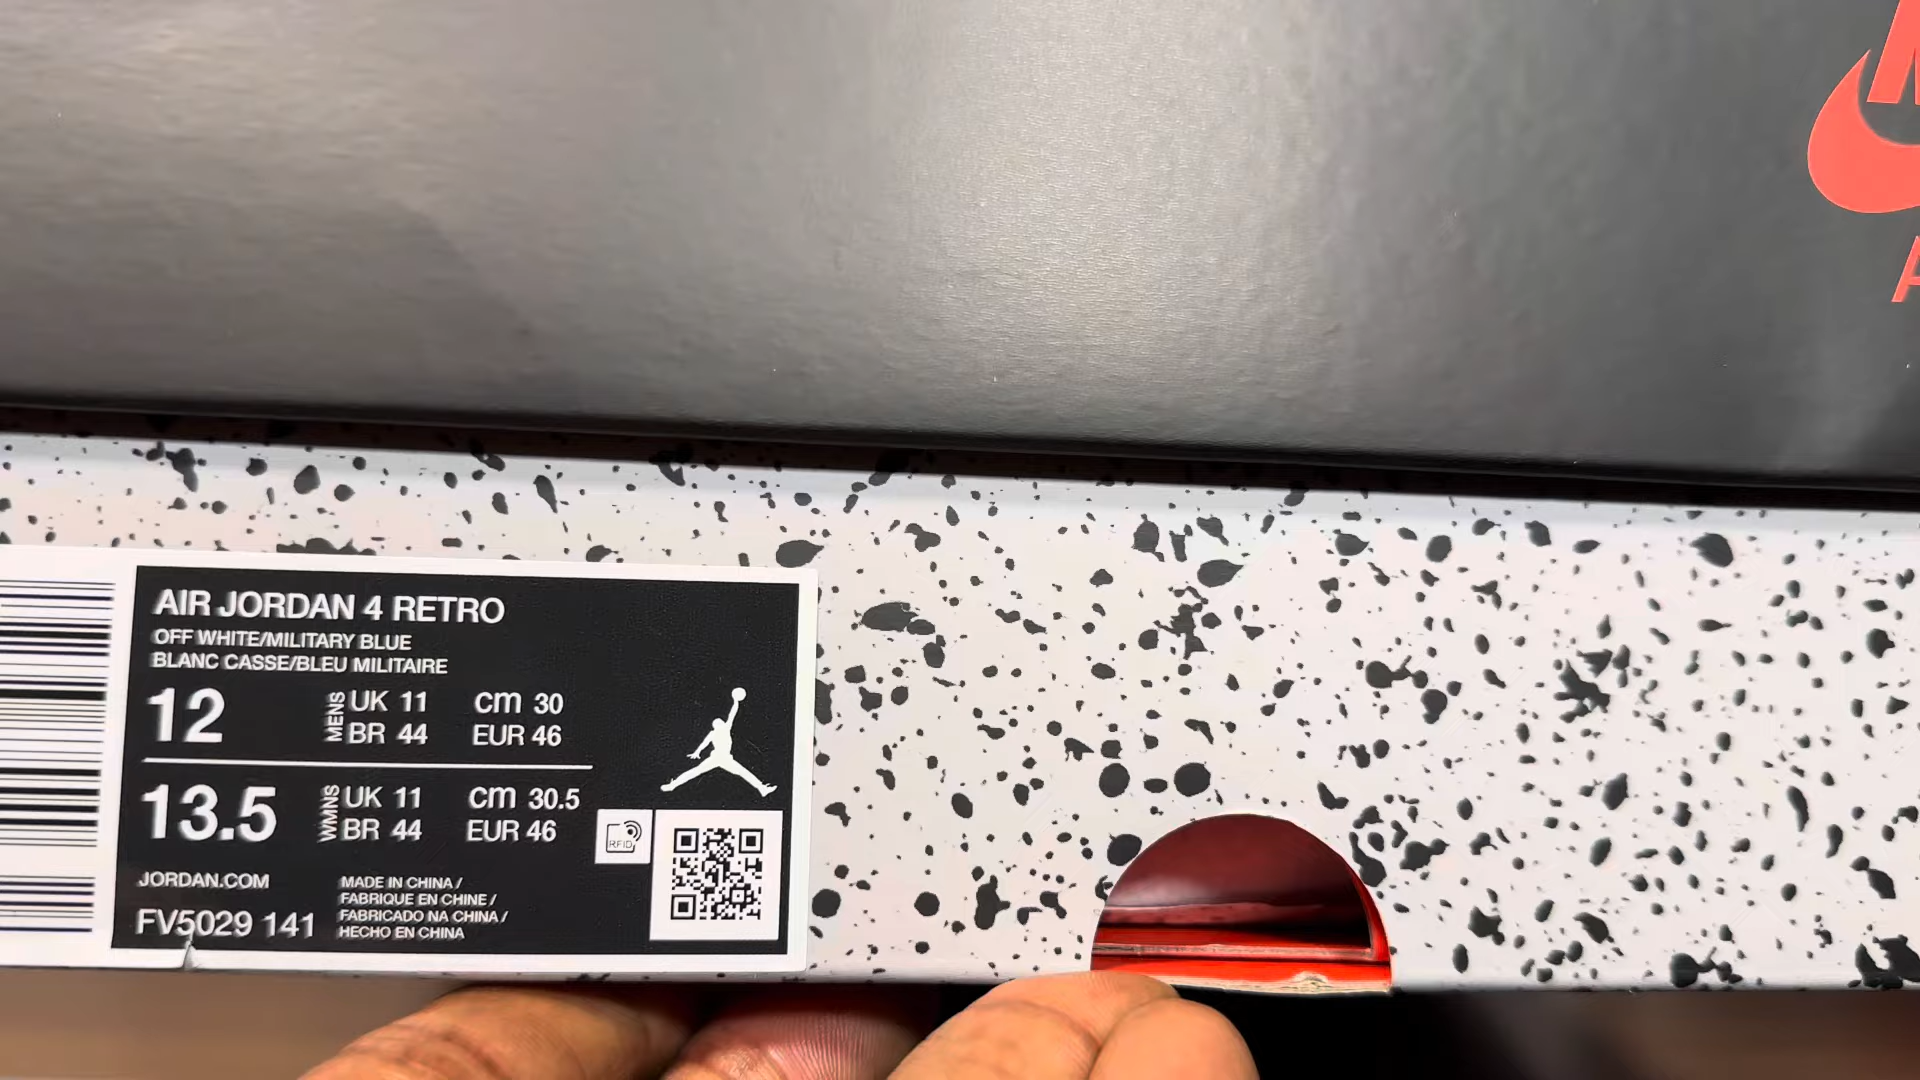 AIR JORDAN 4 RETRO
OFF WHITE/MILITARY BLUE
BLANC CASSE/BLEU MILITAIRE
12 MENS UK 11 cm 30
BR 44 EUR 46
13.5 WMNS UK 11 cm 30.5
BR 44 EUR 46
RFID
JORDAN.COM
FV5029 141
MADE IN CHINA /
FABRIQUE EN CHINE /
FABRICADO NA CHINA /
HECHO EN CHINA